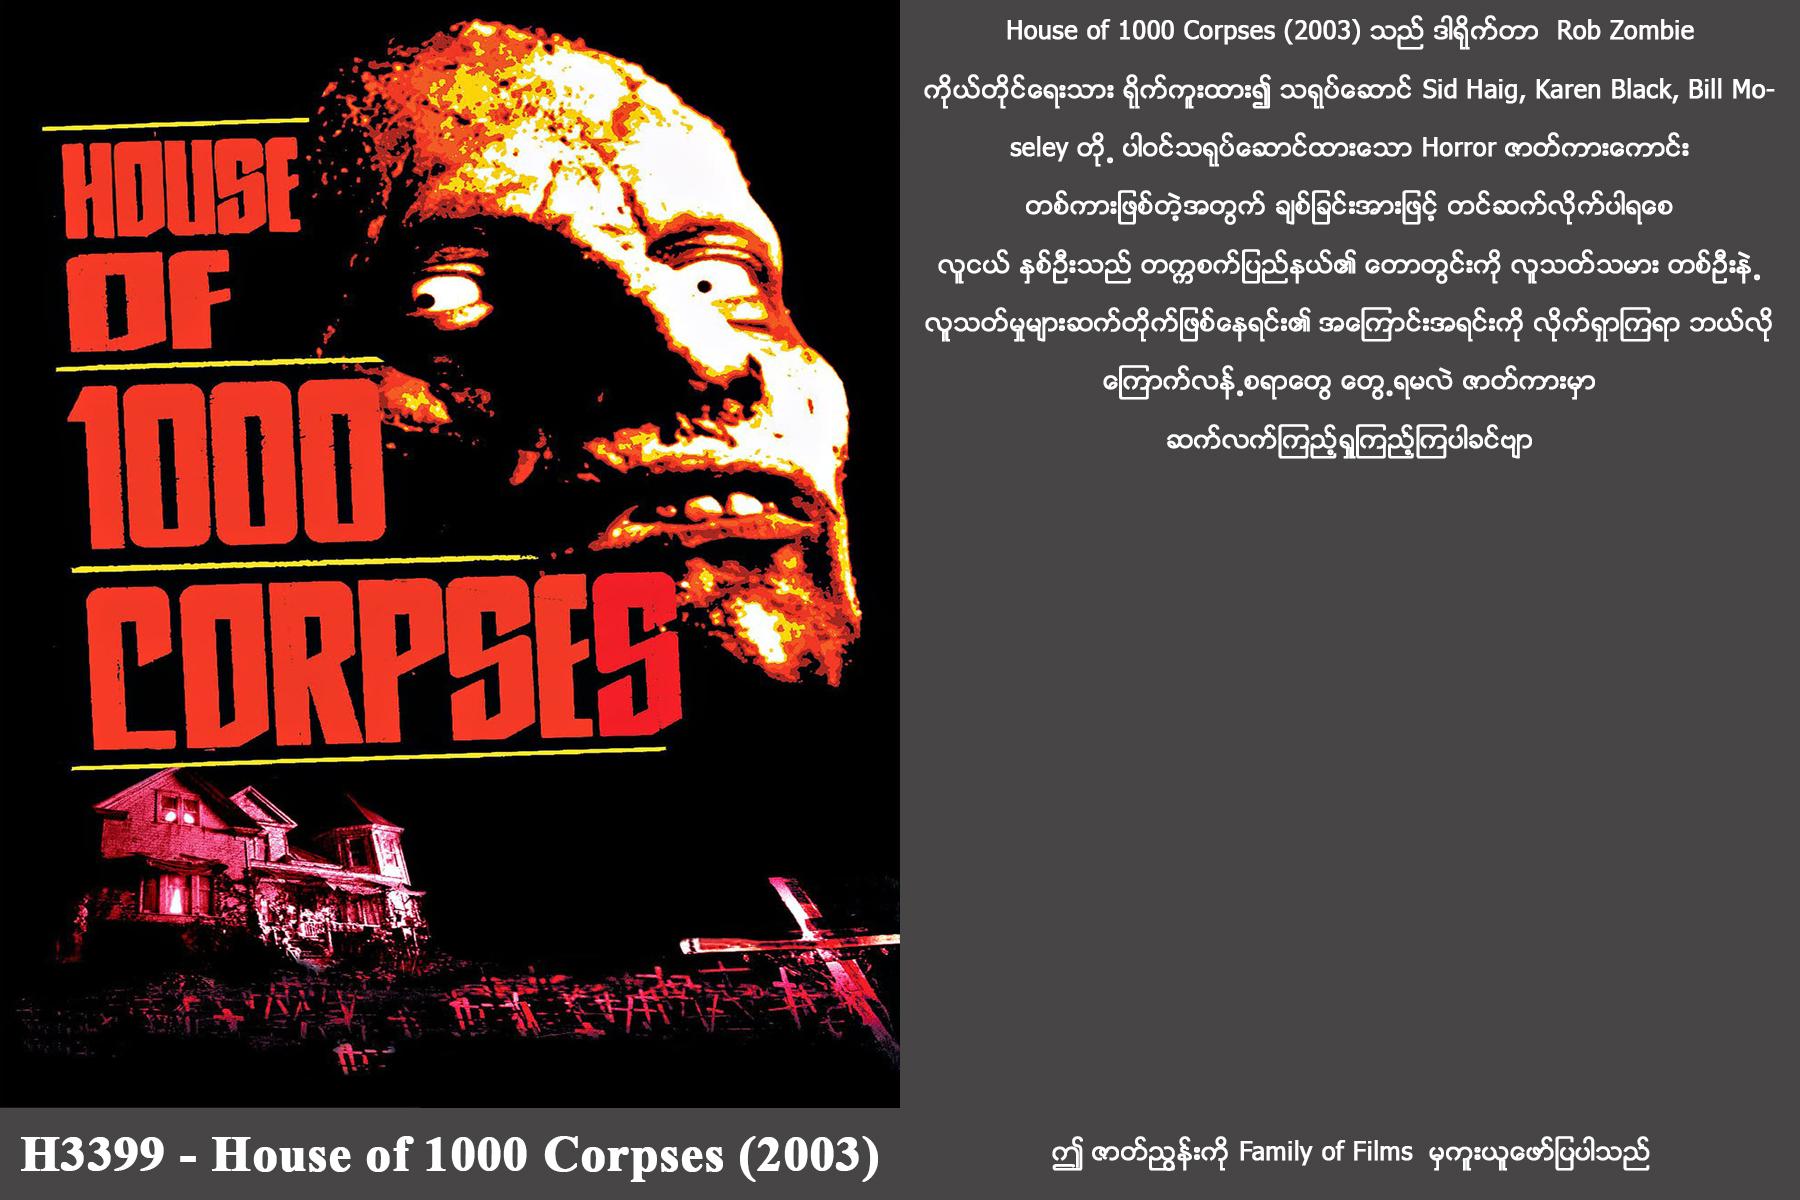 HOUSE
OF
1000
CORPSES
H3399 - House of 1000 Corpses (2003)
House of 1000 Corpses (2003) သည် ဒါရိုက်တာ Rob Zombie
ကိုယ်တိုင်ရေးသား ရိုက်ကူးထား၍ သရုပ်ဆောင် Sid Haig, Karen Black, Bill Mo-
seley တို့ ပါဝင်သရုပ်ဆောင်ထားသော Horror ဇာတ်ကားကောင်း
တစ်ကားဖြစ်တဲ့အတွက် ချစ်ခြင်းအားဖြင့် တင်ဆက်လိုက်ပါရစေ
လူငယ် နှစ်ဦးသည် တက္ကစက်ပြည်နယ်၏ တောတွင်းကို လူသတ်သမား တစ်ဦးနဲ့
လူသတ်မှုများဆက်တိုက်ဖြစ်နေရင်း၏ အကြောင်းအရင်းကို လိုက်ရှာကြရာ ဘယ်လို
ကြောက်လန့်စရာတွေ တွေ့ရမလဲ ဇာတ်ကားမှာ
ဆက်လက်ကြည့်ရှုကြည့်ကြပါခင်ဗျာ
ဤ ဇာတ်ညွှန်းကို Family of Films မှကူးယူဖော်ပြပါသည်